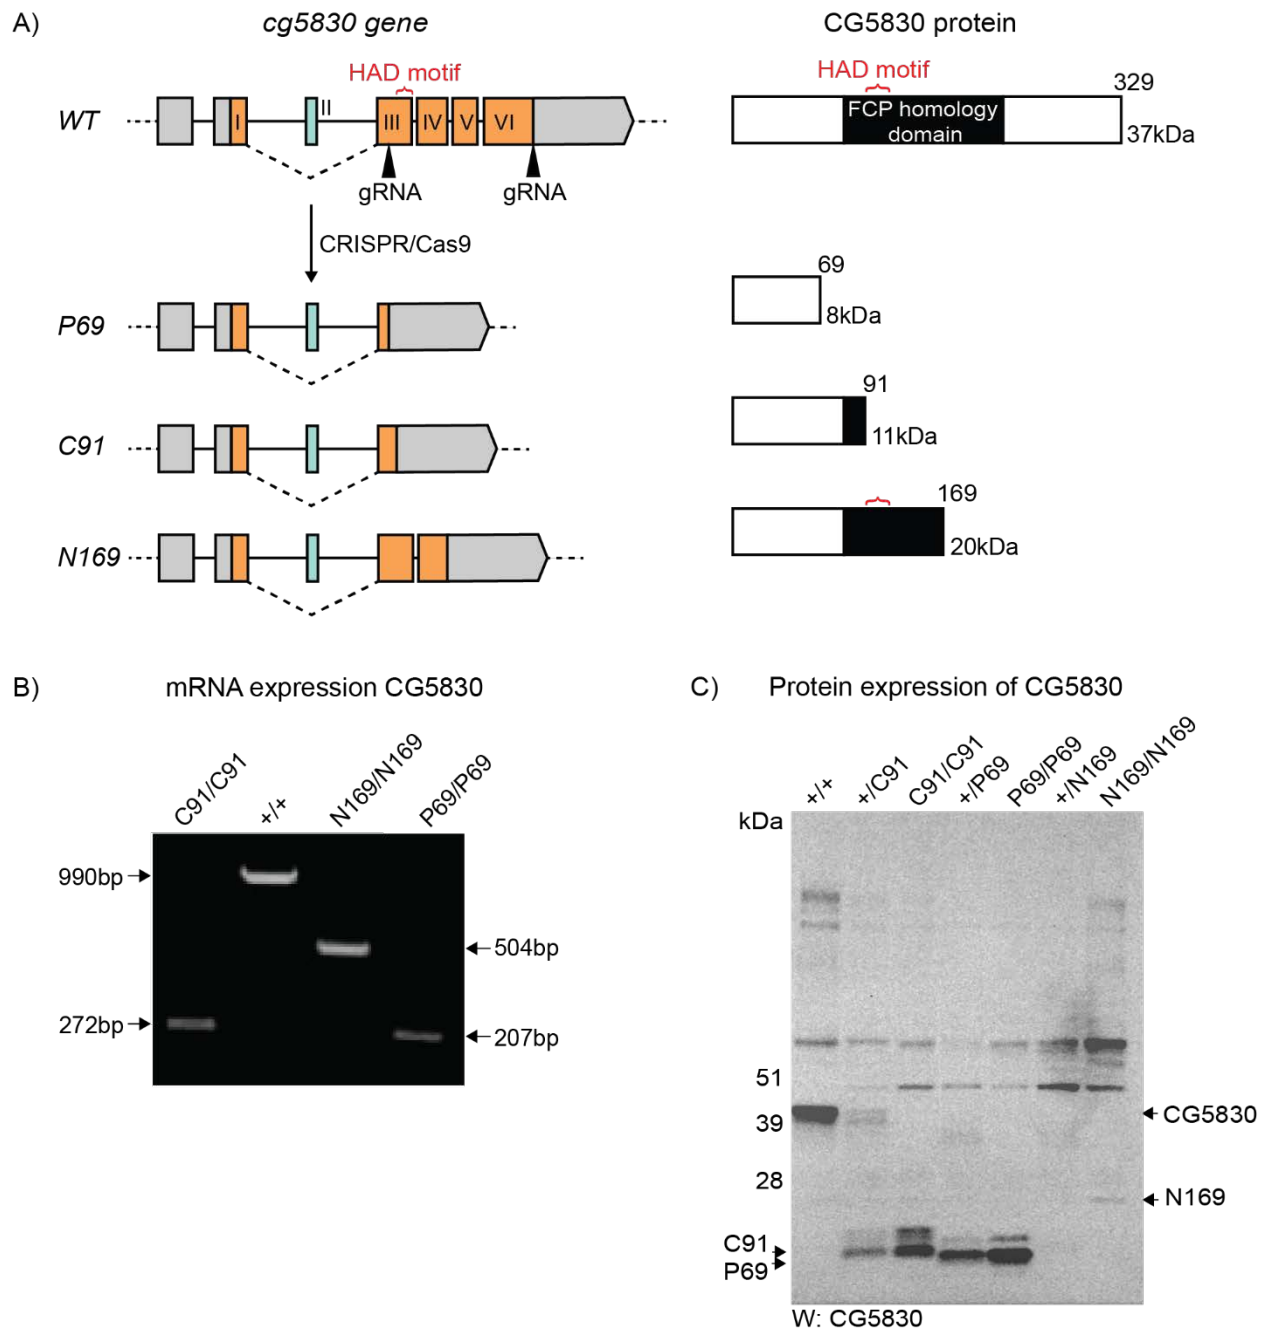 A)
cg5830 gene
CG5830 protein
HAD motif
HAD motif
WT
I
II
III
IV
V
VI
FCP homology
domain
329
37kDa
gRNA
gRNA
CRISPR/Cas9
P69
69
8kDa
C91
91
11kDa
N169
169
20kDa
B)
mRNA expression CG5830
C91/C91
+/+
N169/N169
P69/P69
990bp
504bp
272bp
207bp
C)
Protein expression of CG5830
+/+
+/C91
C91/C91
+/P69
P69/P69
+/N169
N169/N169
kDa
51
39
28
CG5830
N169
C91
P69
W: CG5830